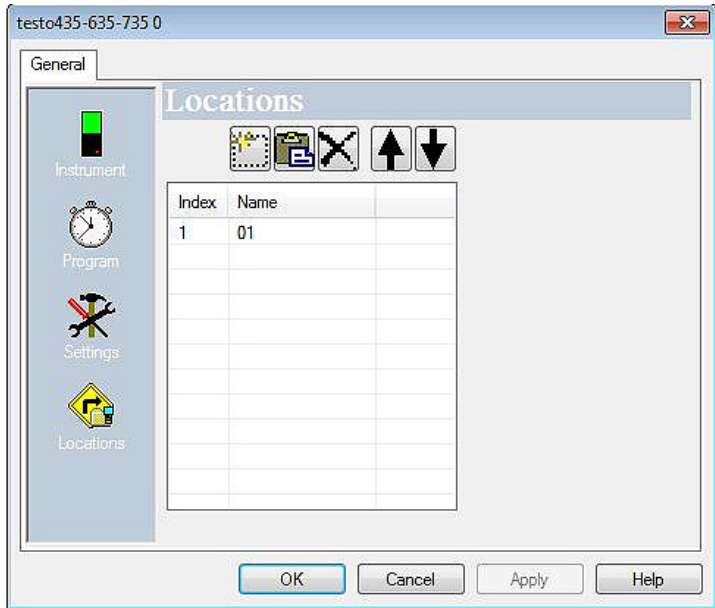 testo435-635-735 0
General
Locations
Instrument
Program
Settings
Locations
Index Name
1 01
OK Cancel Apply Help